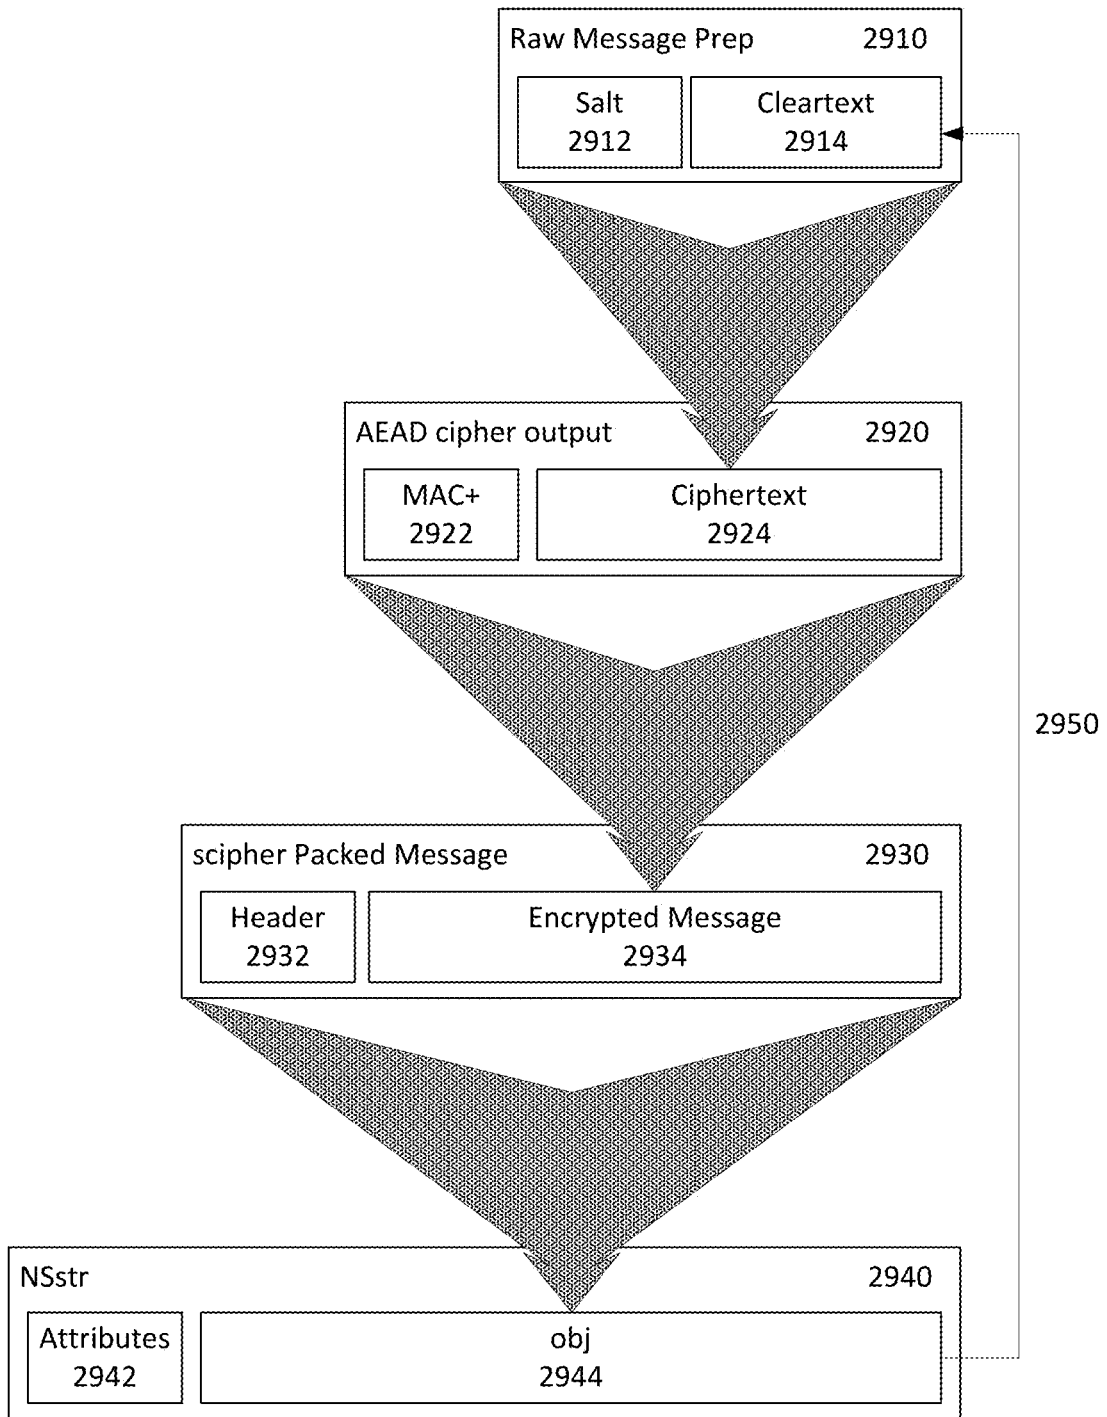 Raw Message Prep 2910
Salt Cleartext
2912 2914
AEAD cipher output 2920
MAC+ Ciphertext
2922 2924
2950
scipher Packed Message 2930
Header Encrypted Message
2932 2934
NSstr 2940
Attributes obj
2942 2944